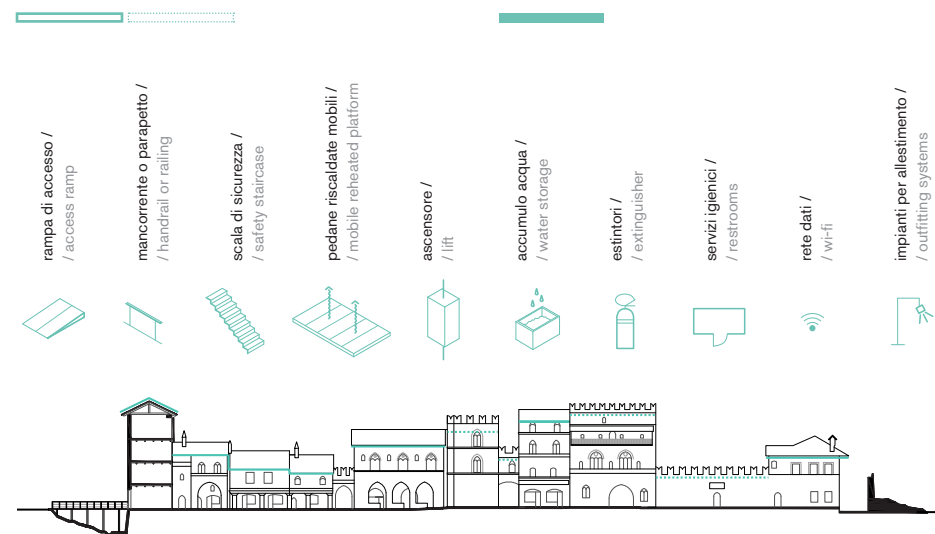 rampa di accesso /
/ access ramp
mancorrente o parapetto /
/ handrail or railing
scala di sicurezza /
/ safety staircase
pedane riscaldate mobili /
/ mobile reheated platform
ascensore /
/ lift
accumulo acqua /
/ water storage
estintori /
/ extinguisher
servizi igienici /
/ restrooms
rete dati /
/ wi-fi
impianti per allestimento /
/ outfitting systems